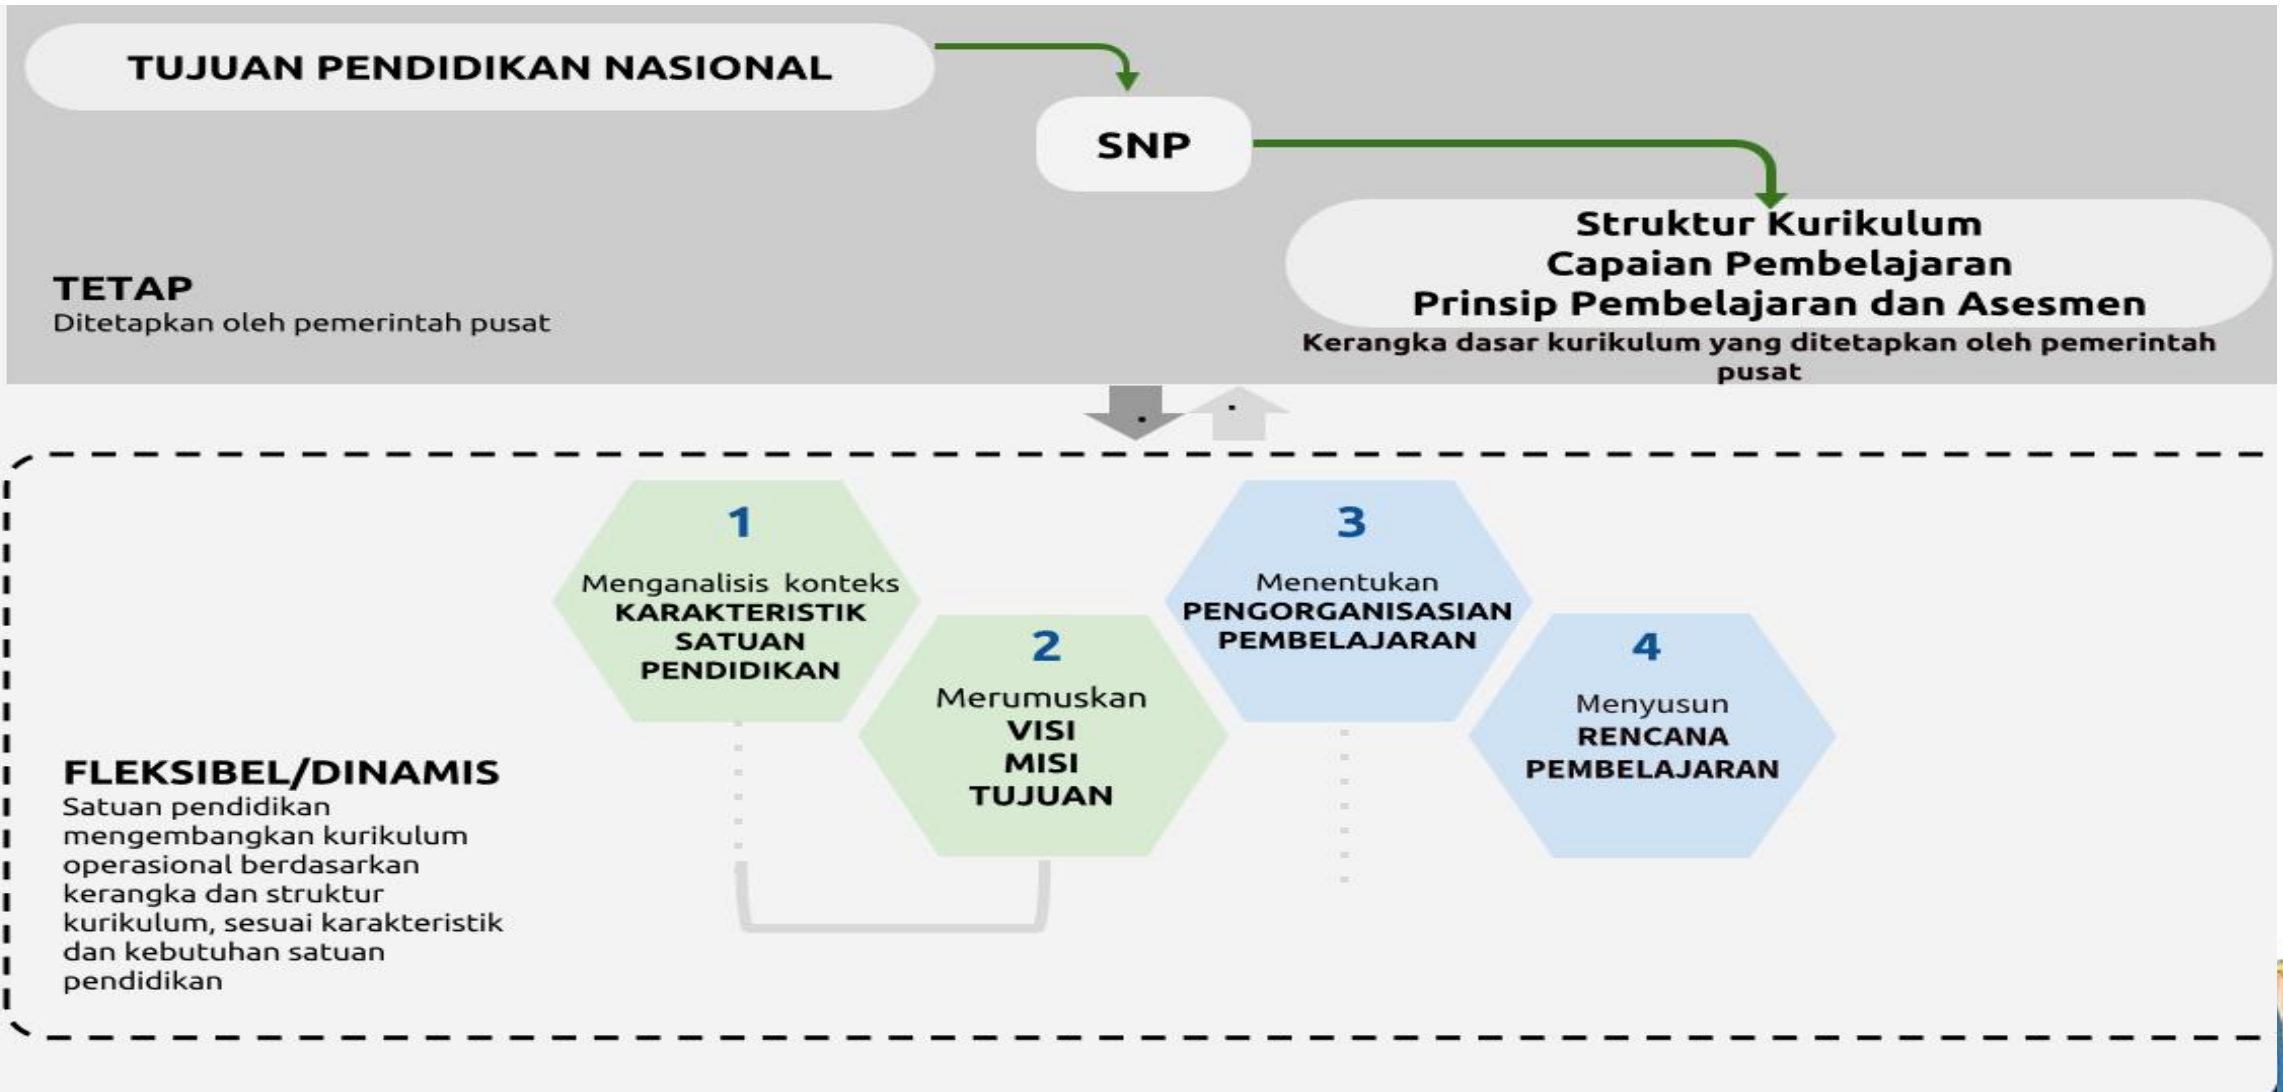 TUJUAN PENDIDIKAN NASIONAL
SNP
Struktur Kurikulum
Capaian Pembelajaran
Prinsip Pembelajaran dan Asesmen
Kerangka dasar kurikulum yang ditetapkan oleh pemerintah
pusat
TETAP
Ditetapkan oleh pemerintah pusat
.
.
1
Menganalisis konteks
KARAKTERISTIK
SATUAN
PENDIDIKAN
2
Merumuskan
VISI
MISI
TUJUAN
3
Menentukan
PENGORGANISASIAN
PEMBELAJARAN
4
Menyusun
RENCANA
PEMBELAJARAN
FLEKSIBEL/DINAMIS
Satuan pendidikan
mengembangkan kurikulum
operasional berdasarkan
kerangka dan struktur
kurikulum, sesuai karakteristik
dan kebutuhan satuan
pendidikan